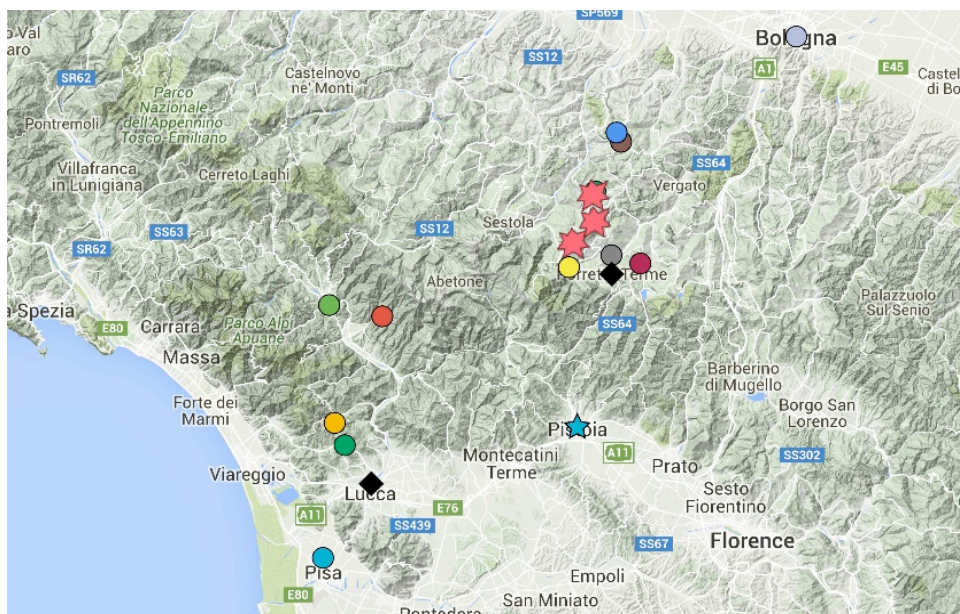 SP569
o Val
aro
Bologna
SS12
A1
E45
Castel
di Bo
SR62
Castelnovo
ne' Monti
Parco
Nazionale
dell'Appennino
Tosco-Emiliano
Pontremoli
Villafranca
in Lunigiana
Cerreto Laghi
SS64
Vergato
Sestola
SS12
SS63
SR62
Abetone
Terme
Palazzuolo
Sul Senio
a Spezia
E80
Carrara
Parco Alpi
Apuane
SS64
Massa
Barberino
di Mugello
Forte dei
Marmi
Borgo San
Lorenzo
Pistoia
Montecatini
Terme
A11
Prato
SS302
Viareggio
Lucca
Sesto
Fiorentino
A11
E76
SS439
SS67
Florence
Pisa
Empoli
E80
San Miniato
Pontedera